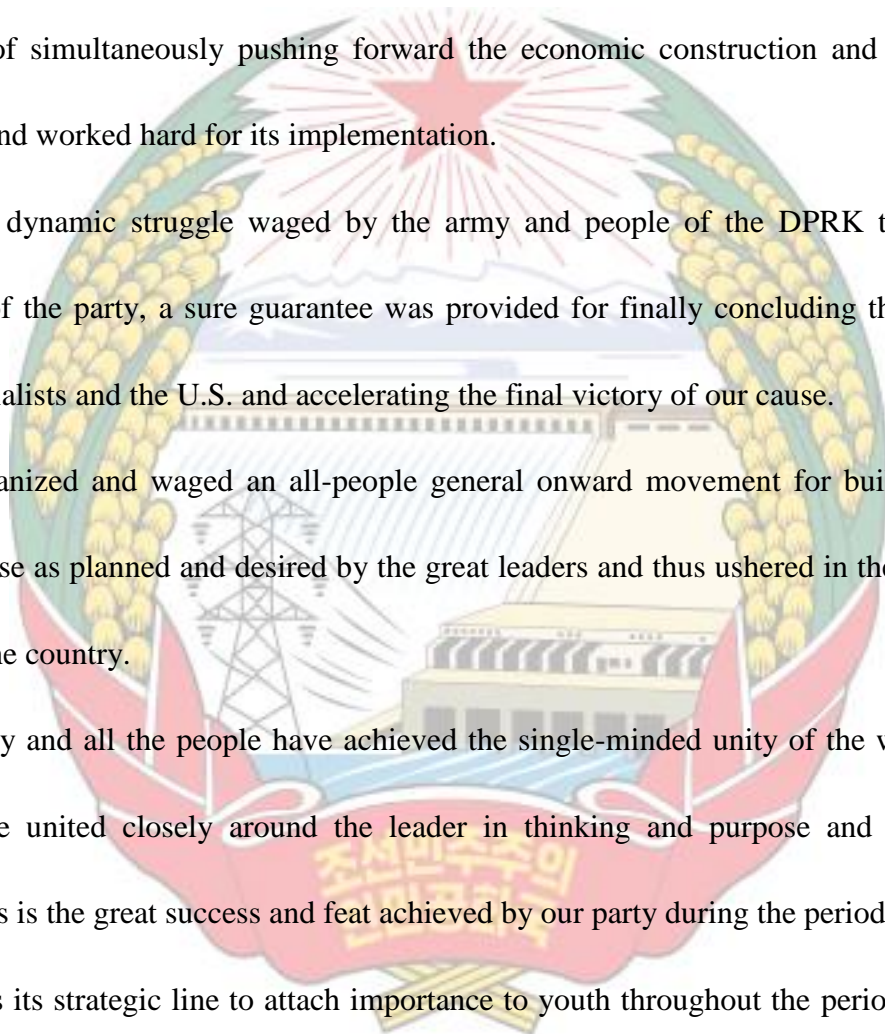 of simultaneously pushing forward the economic construction and
nd worked hard for its implementation.
dynamic struggle waged by the army and people of the DPRK t
of the party, a sure guarantee was provided for finally concluding th
ialists and the U.S. and accelerating the final victory of our cause.
anized and waged an all-people general onward movement for bui
se as planned and desired by the great leaders and thus ushered in the
ne country.
y and all the people have achieved the single-minded unity of the w
e united closely around the leader in thinking and purpose and
s is the great success and feat achieved by our party during the period
s its strategic line to attach importance to youth throughout the perio
조선민주주의
인민공화국